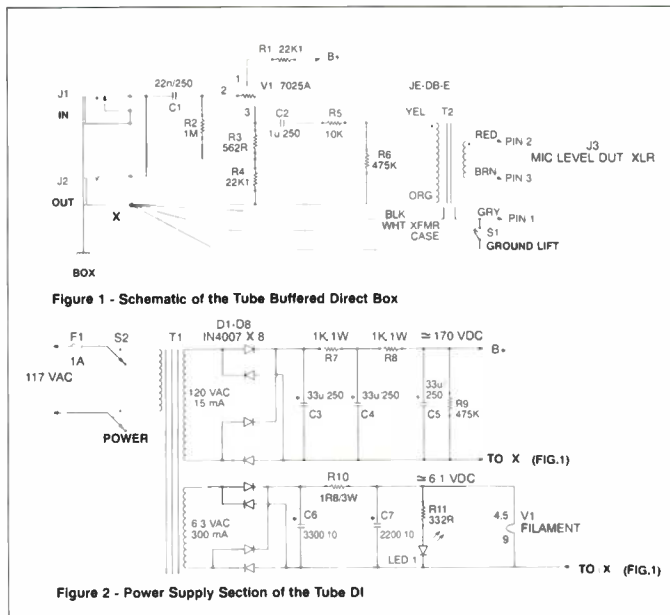 R1 22K1
B+
22n/250
C1
1
2
V1 7025A
3
JE-DB-E
J1
IN
R2
1M
C2
1u 250
R5
10K
YEL T2
R3
562R
R4
22K1
R6
475K
RED
PIN 2
J3
MIC LEVEL OUT XLR
BRN
PIN 3
J2
OUT
X
ORG
BLK
WHT XFMR
CASE
GRY
PIN 1
S1
GROUND LIFT
BOX
Figure 1 - Schematic of the Tube Buffered Direct Box
D1-D8
IN4007 X 8
F1
S2
T1
1A
117 VAC
POWER
1K,1W
R7
1K,1W
R8
≃170 VDC
B+
120 VAC
15 mA
33u 250
C3
33u 250
C4
33u
250
C5
R9
475K
TO X (FIG.1)
R10
1R8/3W
≃6 1 VDC
6 3 VAC
300 mA
C6
3300 10
C7
2200 10
R11
332R
LED 1
4.5
V1
FILAMENT
9
TO X (FIG.1)
Figure 2 - Power Supply Section of the Tube DI